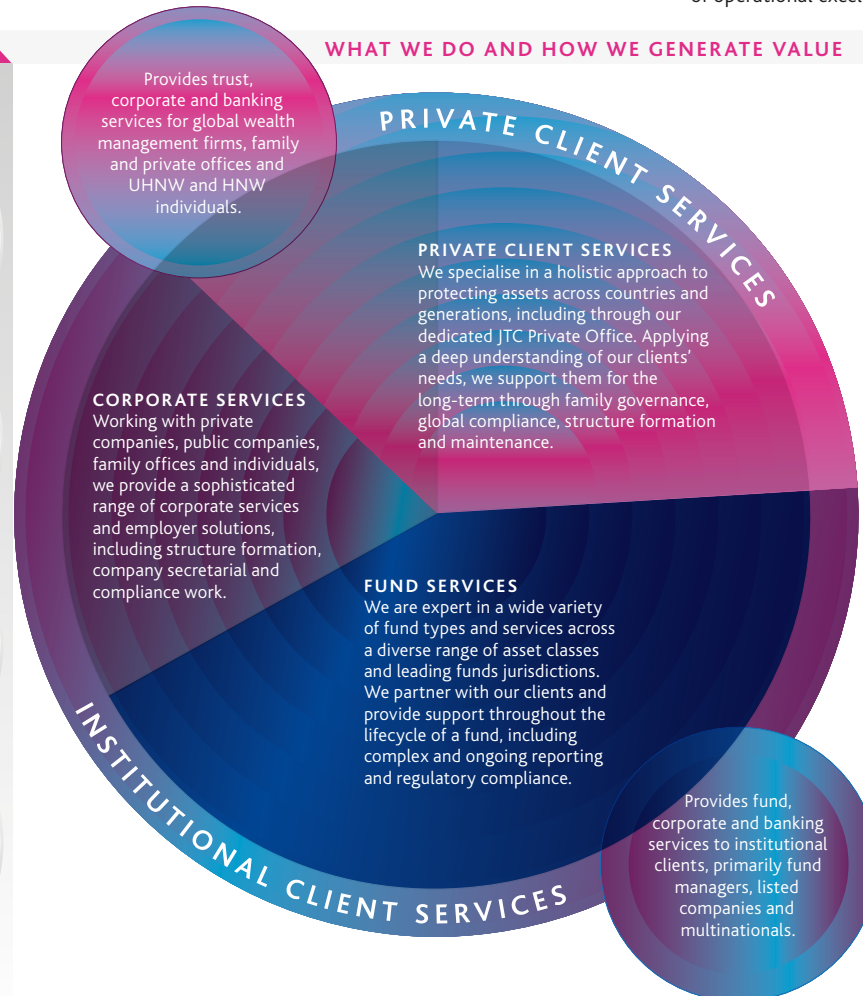 WHAT WE DO AND HOW WE GENERATE VALUE
Provides trust,
corporate and banking
services for global wealth
management firms, family
and private offices and
UHNW and HNW
individuals.
PRIVATE CLIENT SERVICES
PRIVATE CLIENT SERVICES
We specialise in a holistic approach to
protecting assets across countries and
generations, including through our
dedicated JTC Private Office. Applying
a deep understanding of our clients’
needs, we support them for the
long-term through family governance,
global compliance, structure formation
and maintenance.
CORPORATE SERVICES
Working with private
companies, public companies,
family offices and individuals,
we provide a sophisticated
range of corporate services
and employer solutions,
including structure formation,
company secretarial and
compliance work.
FUND SERVICES
We are expert in a wide variety
of fund types and services across
a diverse range of asset classes
and leading funds jurisdictions.
We partner with our clients and
provide support throughout the
lifecycle of a fund, including
complex and ongoing reporting
and regulatory compliance.
INSTITUTIONAL CLIENT SERVICES
Provides fund,
corporate and banking
services to institutional
clients, primarily fund
managers, listed
companies and
multinationals.